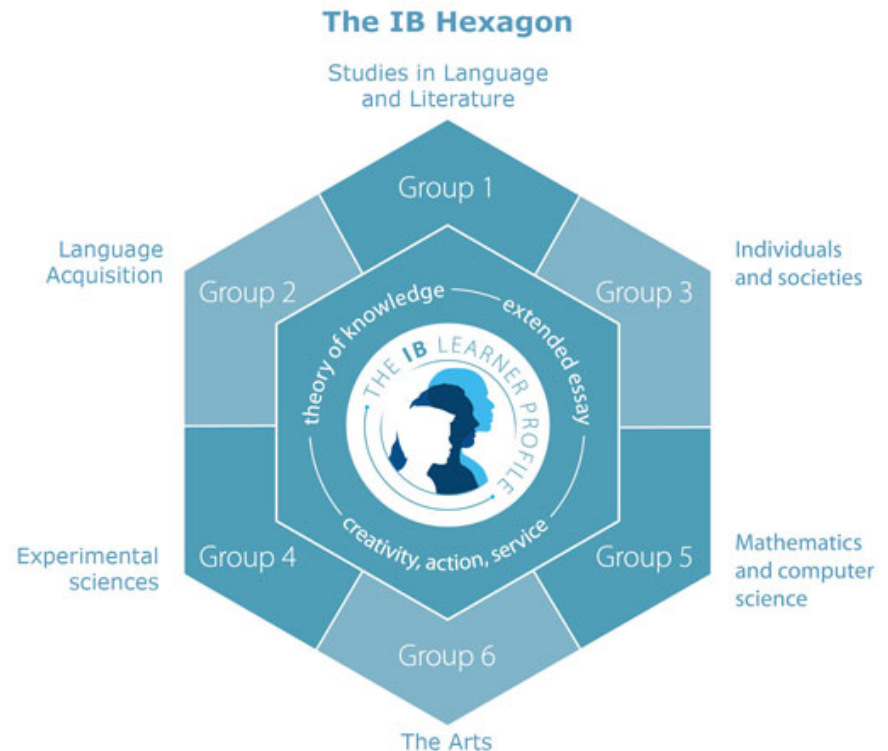 The IB Hexagon
Studies in Language
and Literature
Group 1
Language
Acquisition
Group 2
Group 3
Individuals
and societies
theory of knowledge
extended essay
THE IB LEARNER PROFILE
creativity, action, service
Experimental
sciences
Group 4
Group 5
Mathematics
and computer
science
Group 6
The Arts